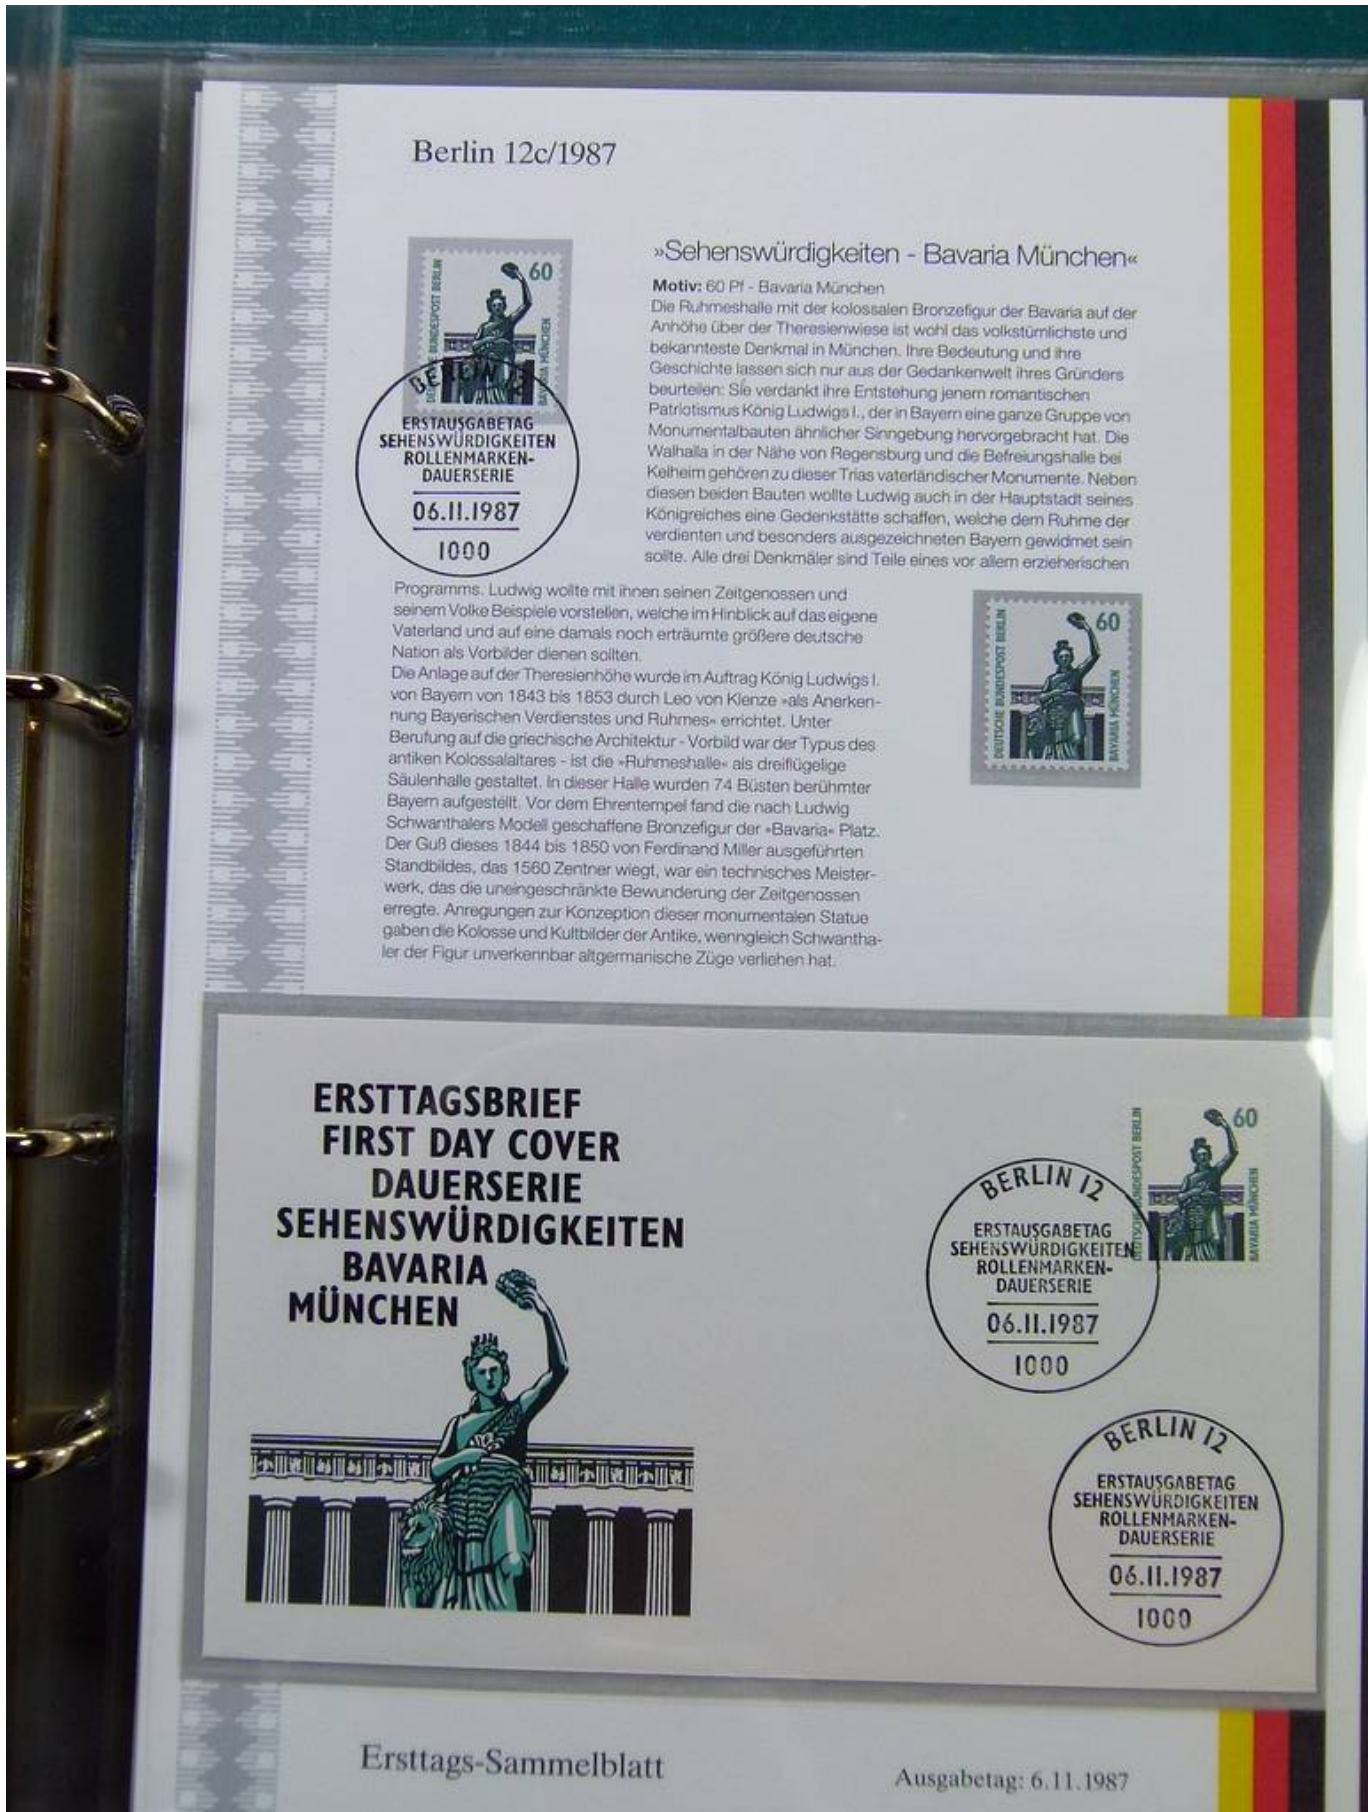 Berlin 12c/1987
60
DEUTSCHE BUNDESPOST BERLIN
BAVARIA MÜNCHEN
BERLIN 12
ERSTAUSGABETAG
SEHENSWÜRDIGKEITEN
ROLLENMARKEN-
DAUERSERIE
06.11.1987
1000
»Sehenswürdigkeiten - Bavaria München«
Motiv: 60 Pf - Bavaria München
Die Ruhmeshalle mit der kolossalen Bronzefigur der Bavaria auf der
Anhöhe über der Theresienwiese ist wohl das volkstümlichste und
bekannteste Denkmal in München. Ihre Bedeutung und ihre
Geschichte lassen sich nur aus der Gedankenwelt ihres Gründers
beurteilen: Sie verdankt ihre Entstehung jenem romantischen
Patriotismus König Ludwigs I., der in Bayern eine ganze Gruppe von
Monumentalbauten ähnlicher Sinngebung hervorgebracht hat. Die
Walhalla in der Nähe von Regensburg und die Befreiungshalle bei
Kelheim gehören zu dieser Trias vaterländischer Monumente. Neben
diesen beiden Bauten wollte Ludwig auch in der Hauptstadt seines
Königreiches eine Gedenkstätte schaffen, welche dem Ruhme der
verdienten und besonders ausgezeichneten Bayern gewidmet sein
sollte. Alle drei Denkmäler sind Teile eines vor allem erzieherischen
Programms. Ludwig wollte mit ihnen seinen Zeitgenossen und
seinem Volke Beispiele vorstellen, welche im Hinblick auf das eigene
Vaterland und auf eine damals noch erträumte größere deutsche
Nation als Vorbilder dienen sollten.
Die Anlage auf der Theresienhöhe wurde im Auftrag König Ludwigs I.
von Bayern von 1843 bis 1853 durch Leo von Klenze »als Anerken-
nung Bayerischen Verdienstes und Ruhmes« errichtet. Unter
Berufung auf die griechische Architektur - Vorbild war der Typus des
antiken Kolossalaltares - ist die »Ruhmeshalle« als dreiflügelige
Säulenhalle gestaltet. In dieser Halle wurden 74 Büsten berühmter
Bayern aufgestellt. Vor dem Ehrentempel fand die nach Ludwig
Schwanthalers Modell geschaffene Bronzefigur der »Bavaria« Platz.
Der Guß dieses 1844 bis 1850 von Ferdinand Miller ausgeführten
Standbildes, das 1560 Zentner wiegt, war ein technisches Meister-
werk, das die uneingeschränkte Bewunderung der Zeitgenossen
erregte. Anregungen zur Konzeption dieser monumentalen Statue
gaben die Kolosse und Kultbilder der Antike, wenngleich Schwantha-
ler der Figur unverkennbar altgermanische Züge verliehen hat.
60
DEUTSCHE BUNDESPOST BERLIN
BAVARIA MÜNCHEN
ERSTTAGSBRIEF
FIRST DAY COVER
DAUERSERIE
SEHENSWÜRDIGKEITEN
BAVARIA
MÜNCHEN
60
DEUTSCHE BUNDESPOST BERLIN
BAVARIA MÜNCHEN
BERLIN 12
ERSTAUSGABETAG
SEHENSWÜRDIGKEITEN
ROLLENMARKEN-
DAUERSERIE
06.11.1987
1000
BERLIN 12
ERSTAUSGABETAG
SEHENSWÜRDIGKEITEN
ROLLENMARKEN-
DAUERSERIE
06.11.1987
1000
Ersttags-Sammelblatt
Ausgabetag: 6.11.1987